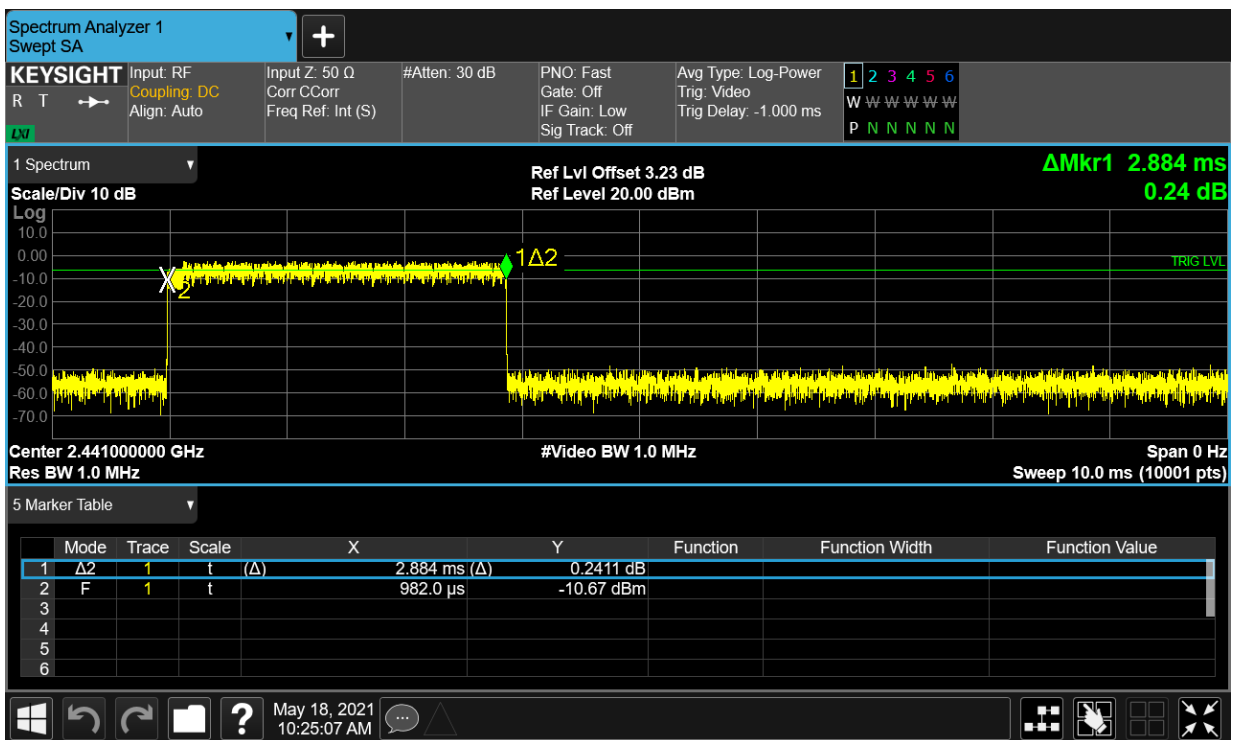 Spectrum Analyzer 1
Swept SA
KEYSIGHT
R T
LXI
Input: RF
Coupling: DC
Align: Auto
Input Z: 50 Ω
Corr CCorr
Freq Ref: Int (S)
#Atten: 30 dB
PNO: Fast
Gate: Off
IF Gain: Low
Sig Track: Off
Avg Type: Log-Power
Trig: Video
Trig Delay: -1.000 ms
1 2 3 4 5 6
W W W W W W
P N N N N N
1 Spectrum
Scale/Div 10 dB
Ref Lvl Offset 3.23 dB
Ref Level 20.00 dBm
ΔMkr1 2.884 ms
0.24 dB
Log
10.0
0.00
-10.0
-20.0
-30.0
-40.0
-50.0
-60.0
-70.0
1Δ2
2
TRIG LVL
Center 2.441000000 GHz
Res BW 1.0 MHz
#Video BW 1.0 MHz
Span 0 Hz
Sweep 10.0 ms (10001 pts)
5 Marker Table
Mode Trace Scale X Y Function Function Width Function Value
1 Δ2 1 t (Δ) 2.884 ms (Δ) 0.2411 dB
2 F 1 t 982.0 µs -10.67 dBm
3
4
5
6
?
May 18, 2021
10:25:07 AM